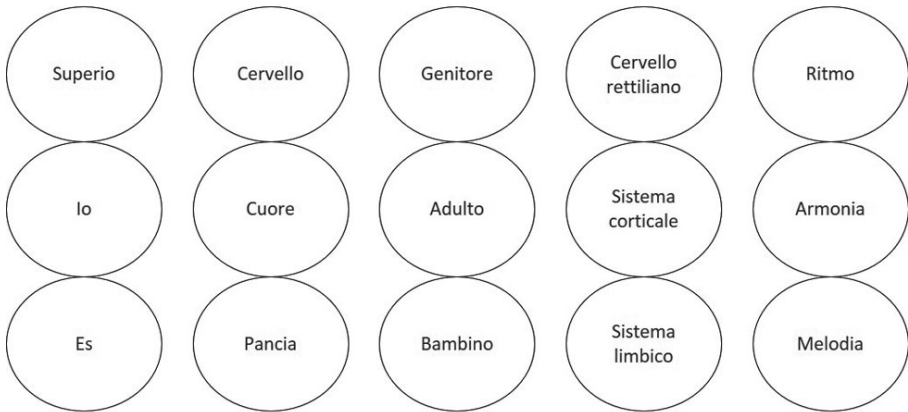 Superio
Cervello
Genitore
Cervello
rettiliano
Ritmo
Io
Cuore
Adulto
Sistema
corticale
Armonia
Es
Pancia
Bambino
Sistema
limbico
Melodia